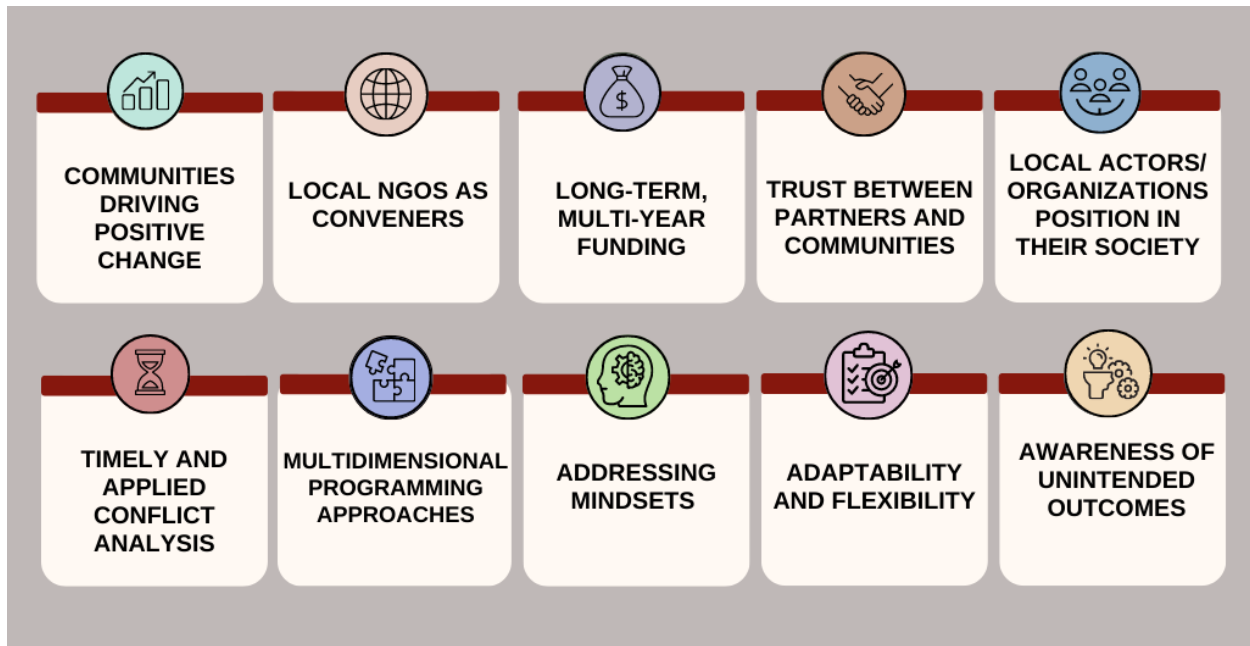 COMMUNITIES
DRIVING
POSITIVE
CHANGE
LOCAL NGOS AS
CONVENERS
$
LONG-TERM,
MULTI-YEAR
FUNDING
TRUST BETWEEN
PARTNERS AND
COMMUNITIES
LOCAL ACTORS/
ORGANIZATIONS
POSITION IN
THEIR SOCIETY
TIMELY AND
APPLIED
CONFLICT
ANALYSIS
MULTIDIMENSIONAL
PROGRAMMING
APPROACHES
ADDRESSING
MINDSETS
ADAPTABILITY
AND FLEXIBILITY
AWARENESS OF
UNINTENDED
OUTCOMES